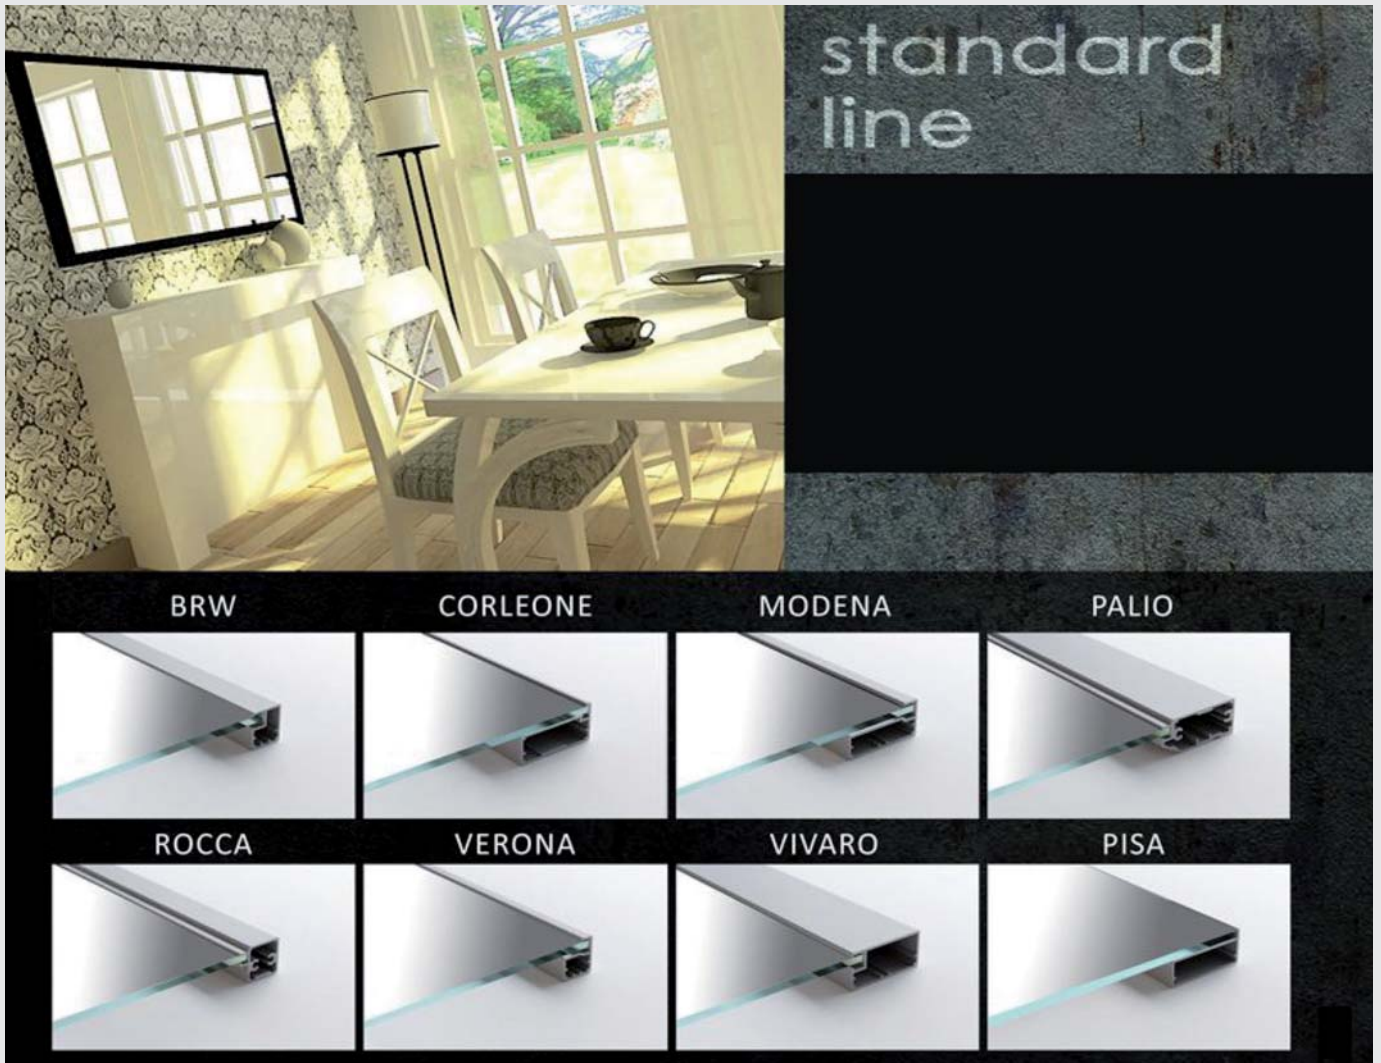 standard
line
BRW
CORLEONE
MODENA
PALIO
ROCCA
VERONA
VIVARO
PISA